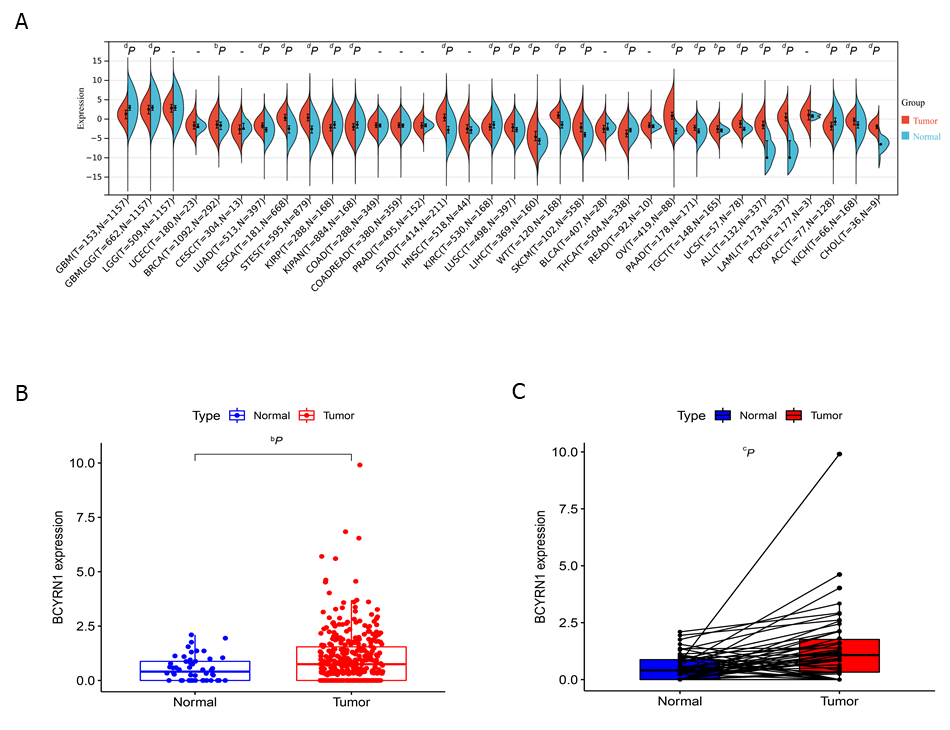 A
dP dP - - bP - dP dP dP dP dP - - - dP - dP dP dP dP dP - dP - dP dP bP dP dP dP - dP dP dP
Expression
15
10
5
0
−5
−10
−15
Group
Tumor
Normal
GBM(T=153,N=1157)
GBMLGG(T=662,N=1157)
LGG(T=509,N=1157)
UCEC(T=180,N=23)
BRCA(T=1092,N=292)
CESC(T=304,N=13)
LUAD(T=513,N=397)
ESCA(T=181,N=668)
STES(T=595,N=879)
KIRP(T=288,N=168)
KIPAN(T=884,N=168)
COAD(T=288,N=349)
COADREAD(T=380,N=359)
PRAD(T=495,N=152)
STAD(T=414,N=211)
HNSC(T=518,N=44)
KIRC(T=530,N=168)
LUSC(T=498,N=397)
LIHC(T=369,N=160)
WT(T=120,N=168)
SKCM(T=102,N=558)
BLCA(T=407,N=28)
THCA(T=504,N=338)
READ(T=92,N=10)
OV(T=419,N=88)
PAAD(T=178,N=171)
TGCT(T=148,N=165)
UCS(T=57,N=78)
ALL(T=132,N=337)
LAML(T=173,N=337)
PCPG(T=177,N=3)
ACC(T=77,N=128)
KICH(T=66,N=168)
CHOL(T=36,N=9)
B
Type Normal Tumor
bP
BCYRN1 expression
10.0
7.5
5.0
2.5
0.0
Normal Tumor
C
Type Normal Tumor
cP
BCYRN1 expression
10.0
7.5
5.0
2.5
0.0
Normal Tumor